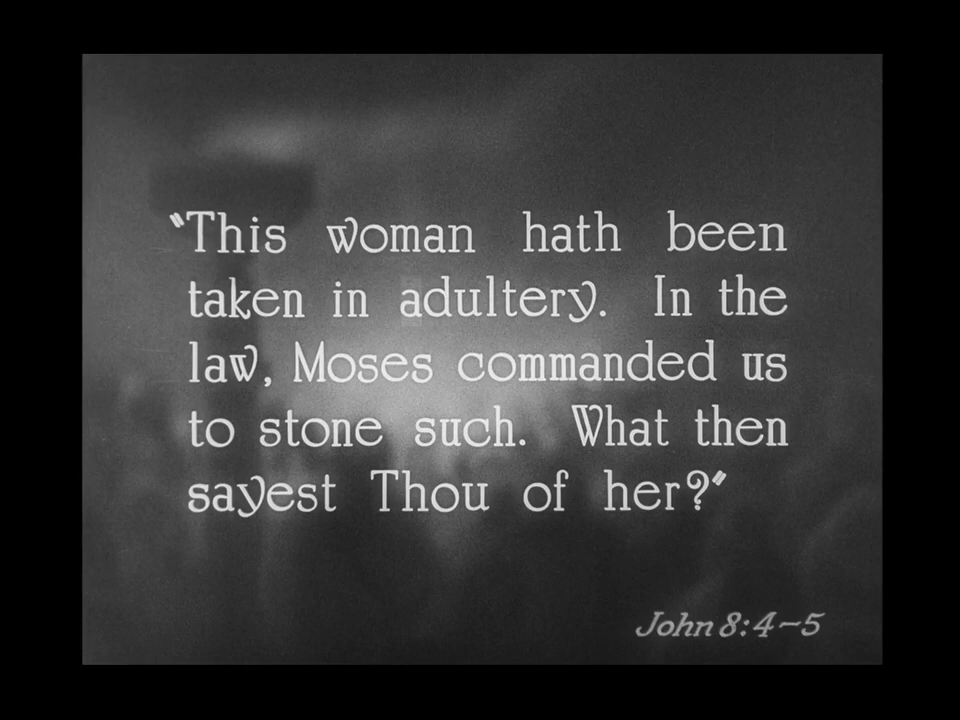 “This woman hath been
taken in adultery. In the
law, Moses commanded us
to stone such. What then
sayest Thou of her?”
John 8:4–5